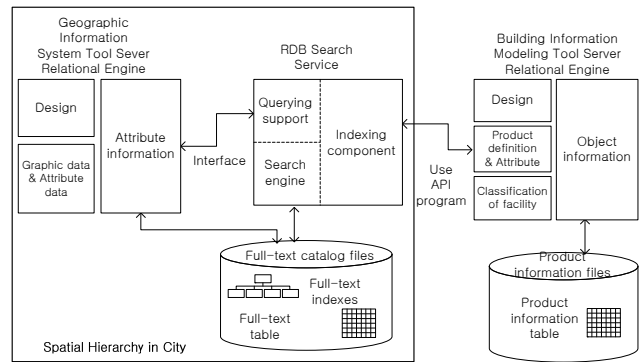 Geographic
Information
System Tool Sever
Relational Engine
Design
Graphic data
& Attribute
data
Attribute
information
Interface
RDB Search
Service
Querying
support
Search
engine
Indexing
component
Full-text catalog files
Full-text
indexes
Full-text
table
Spatial Hierarchy in City
Use
API
program
Building Information
Modeling Tool Server
Relational Engine
Design
Product
definition
& Attribute
Classification
of facility
Object
information
Product
information files
Product
information
table